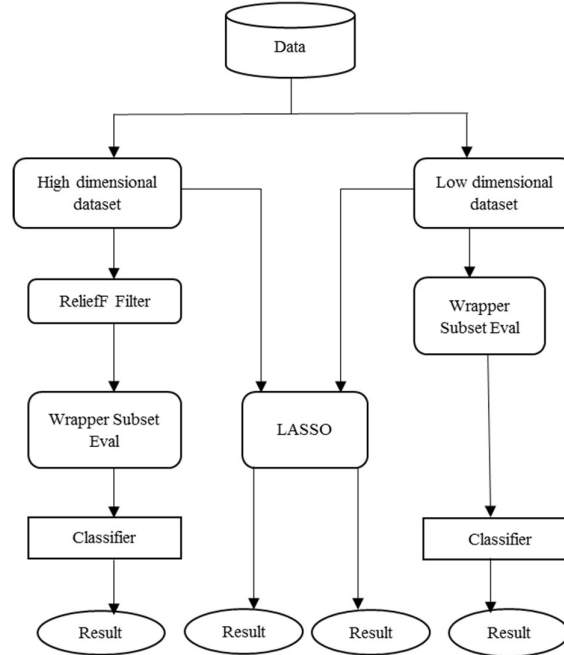 Data
High dimensional
dataset
Low dimensional
dataset
ReliefF Filter
Wrapper
Subset Eval
Wrapper Subset
Eval
LASSO
Classifier
Classifier
Result
Result
Result
Result